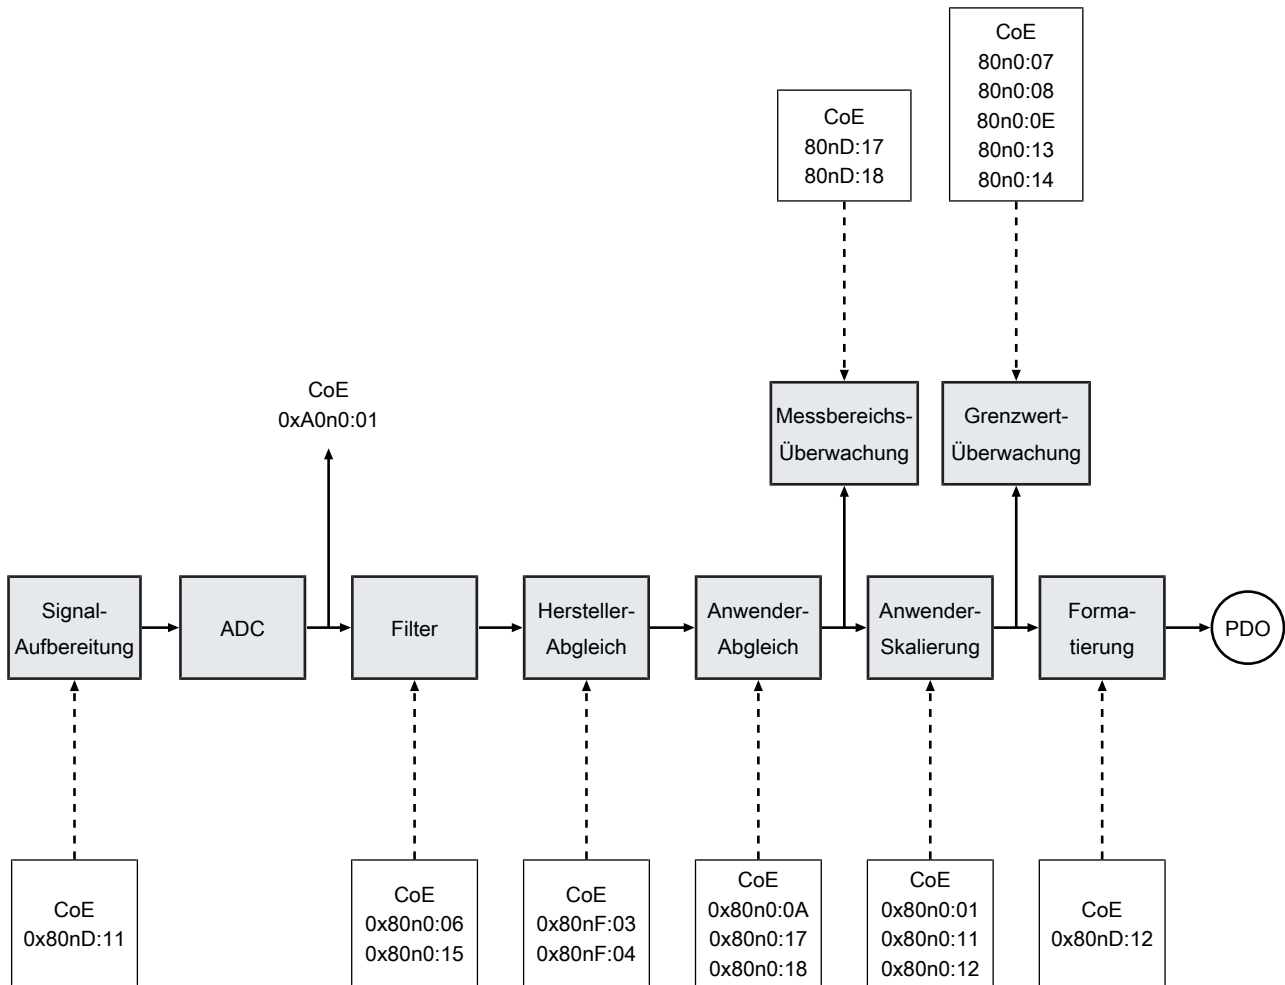 CoE
80n0:07
80n0:08
80n0:0E
80n0:13
80n0:14
CoE
80nD:17
80nD:18
CoE
0xA0n0:01
Messbereichs-
Überwachung
Grenzwert-
Überwachung
Signal-
Aufbereitung
ADC
Filter
Hersteller-
Abgleich
Anwender-
Abgleich
Anwender-
Skalierung
Forma-
tierung
PDO
CoE
0x80nD:11
CoE
0x80n0:06
0x80n0:15
CoE
0x80nF:03
0x80nF:04
CoE
0x80n0:0A
0x80n0:17
0x80n0:18
CoE
0x80n0:01
0x80n0:11
0x80n0:12
CoE
0x80nD:12